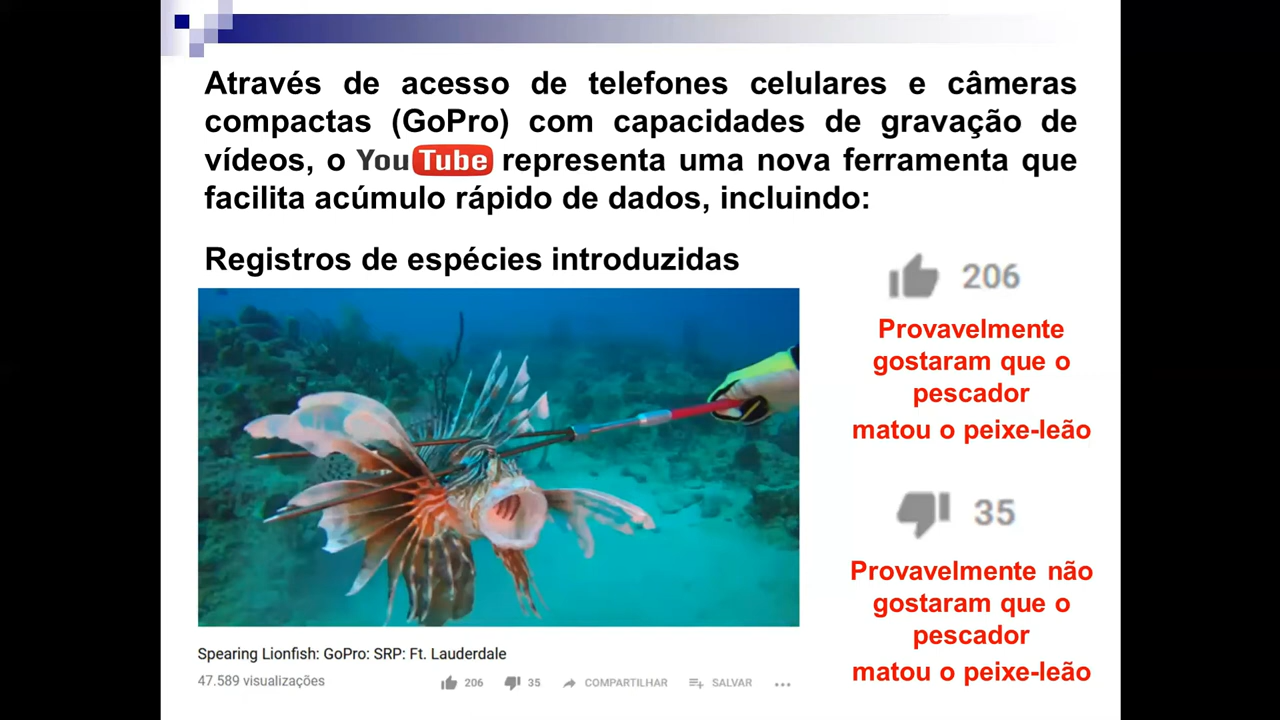 Através de acesso de telefones celulares e câmeras
compactas (GoPro) com capacidades de gravação de
vídeos, o YouTube representa uma nova ferramenta que
facilita acúmulo rápido de dados, incluindo:
Registros de espécies introduzidas
206
Provavelmente
gostaram que o
pescador
matou o peixe-leão
35
Provavelmente não
gostaram que o
pescador
matou o peixe-leão
Spearing Lionfish: GoPro: SRP: Ft. Lauderdale
47.589 visualizações
206 35 COMPARTILHAR SALVAR ...